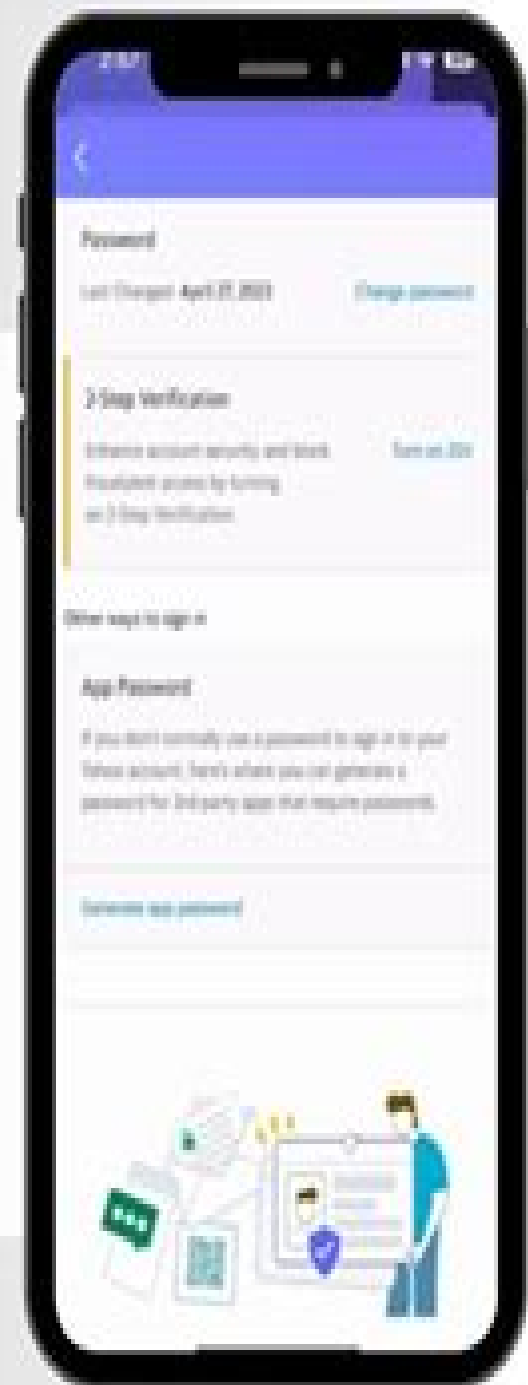 2:07
Password
Last Changed: April 27, 2023
Change password
2-Step Verification
Enhance account security and block
Turn on 2SV
fraudulent access by turning
on 2-Step Verification
Other ways to sign in
App Password
If you don't normally use a password to sign in to your
Yahoo account, here's where you can generate a
password for 3rd party apps that require passwords.
Generate app password